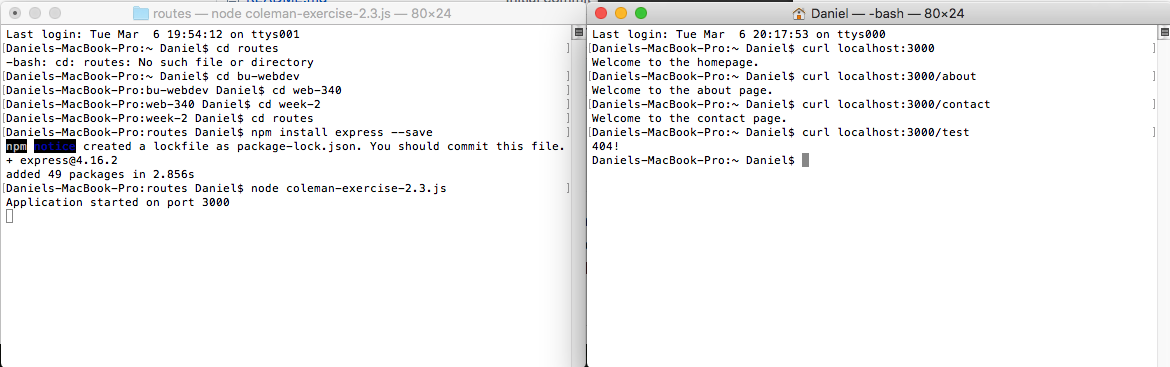 README.md
routes — node coleman-exercise-2.3.js — 80×24
Last login: Tue Mar  6 19:54:12 on ttys001
[Daniels-MacBook-Pro:~ Daniel$ cd routes ]
-bash: cd: routes: No such file or directory
[Daniels-MacBook-Pro:~ Daniel$ cd bu-webdev ]
[Daniels-MacBook-Pro:bu-webdev Daniel$ cd web-340 ]
[Daniels-MacBook-Pro:web-340 Daniel$ cd week-2 ]
[Daniels-MacBook-Pro:week-2 Daniel$ cd routes ]
[Daniels-MacBook-Pro:routes Daniel$ npm install express --save ]
npm notice created a lockfile as package-lock.json. You should commit this file.
+ express@4.16.2
added 49 packages in 2.856s
[Daniels-MacBook-Pro:routes Daniel$ node coleman-exercise-2.3.js ]
Application started on port 3000
Daniel — -bash — 80×24
Last login: Tue Mar  6 20:17:53 on ttys000
[Daniels-MacBook-Pro:~ Daniel$ curl localhost:3000 ]
Welcome to the homepage.
[Daniels-MacBook-Pro:~ Daniel$ curl localhost:3000/about ]
Welcome to the about page.
[Daniels-MacBook-Pro:~ Daniel$ curl localhost:3000/contact ]
Welcome to the contact page.
[Daniels-MacBook-Pro:~ Daniel$ curl localhost:3000/test ]
404!
Daniels-MacBook-Pro:~ Daniel$